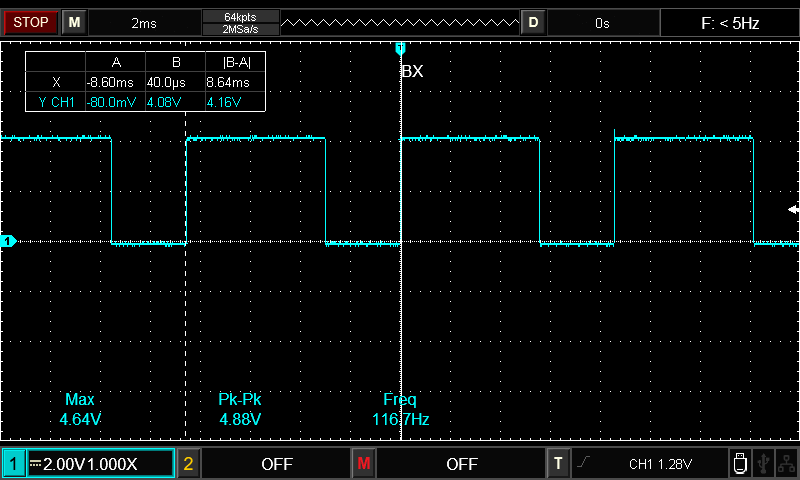 STOP M 2ms 64kpts 2MSa/s D 0s F: < 5Hz
T
BX
A B |B-A|
X -8.60ms 40.0µs 8.64ms
Y CH1 -80.0mV 4.08V 4.16V
1
Max Pk-Pk Freq
4.64V 4.88V 116.7Hz
1 2.00V 1.000X 2 OFF M OFF T CH1 1.28V